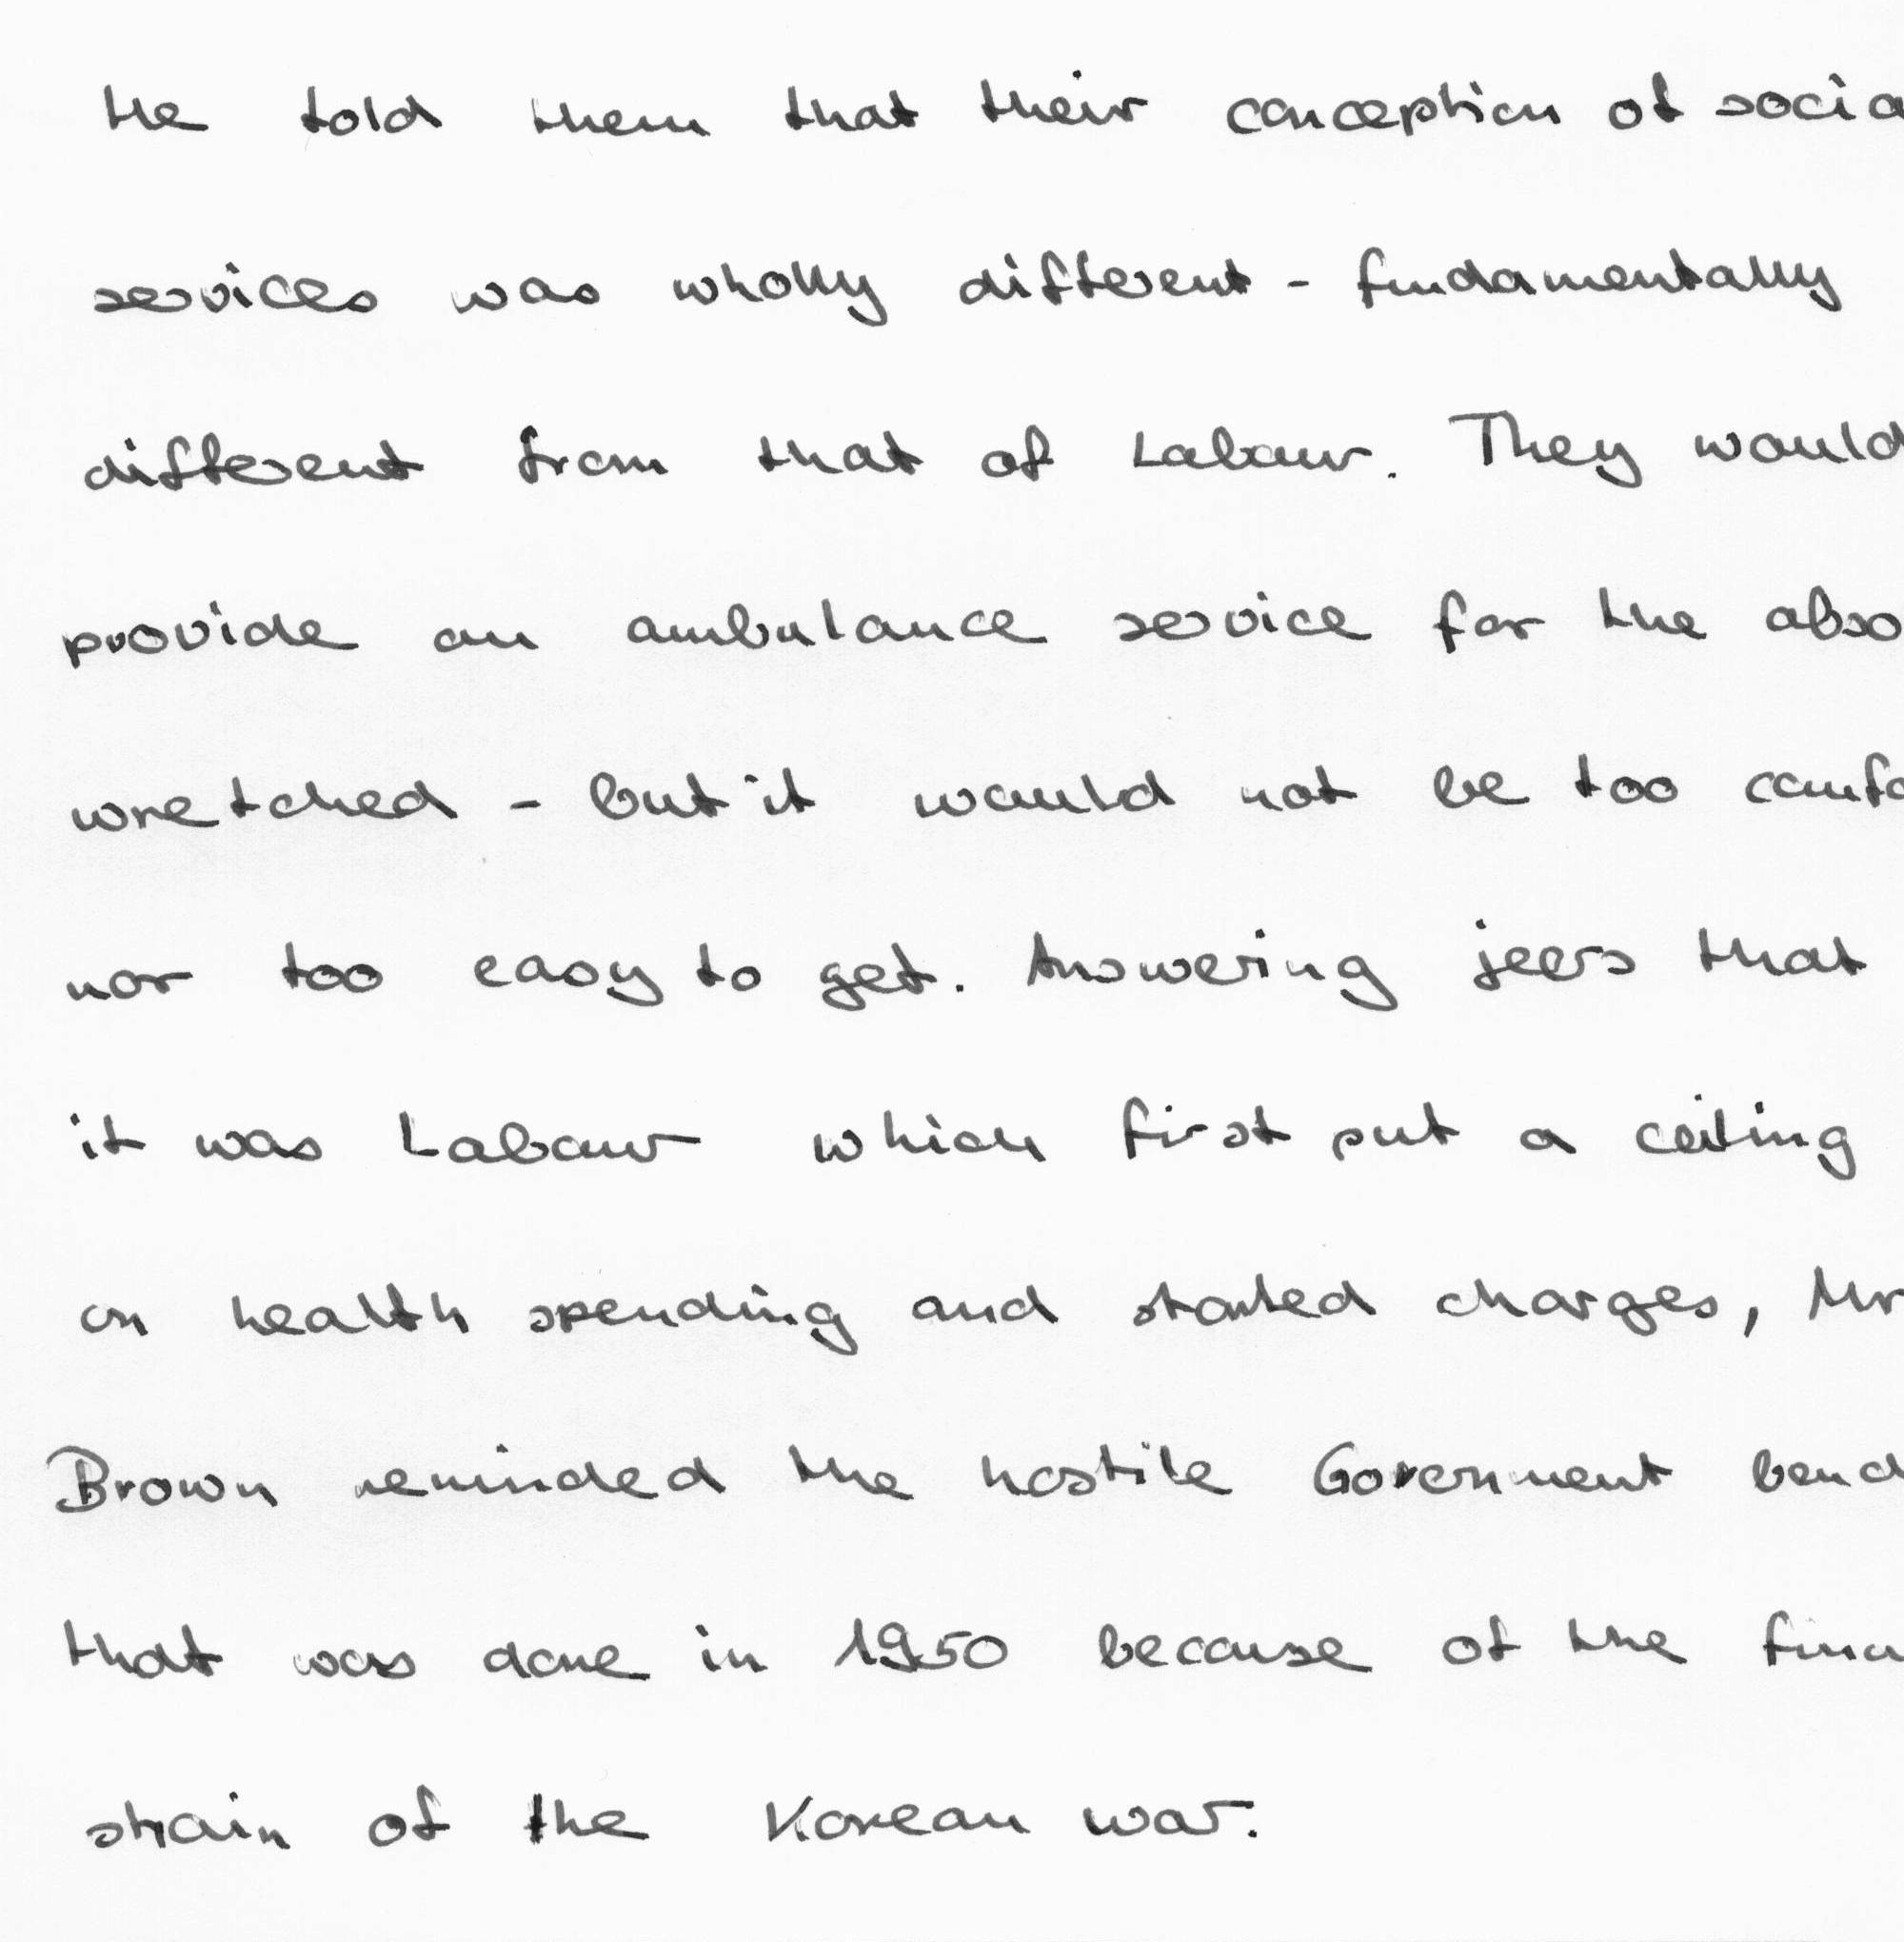 He told them that their conception of socia
services was wholly different - fundamentally
different from that of Labour. They would
provide an ambulance service for the abso
wretched - but it would not be too comfo
nor too easy to get. Answering jeers that
it was Labour which first put a ceiling
on health spending and started charges, Mr
Brown reminded the hostile Government benc
that was done in 1950 because of the fina
strain of the Korean war.